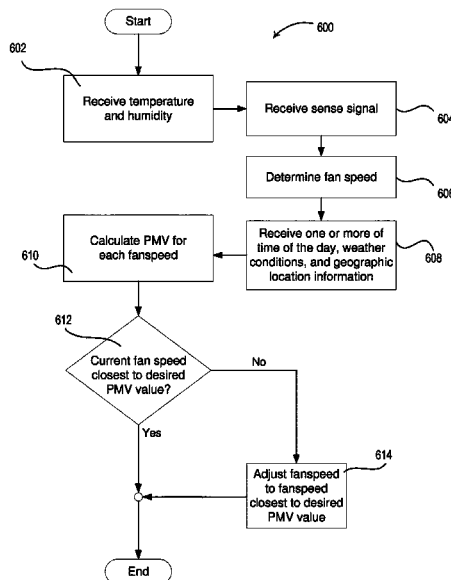 Start
600
602
Receive temperature
and humidity
Receive sense signal
604
Determine fan speed
606
Receive one or more of
time of the day, weather
conditions, and geographic
location information
608
Calculate PMV for
each fanspeed
610
612
Current fan speed
closest to desired
PMV value?
No
Yes
614
Adjust fanspeed
to fanspeed
closest to desired
PMV value
End